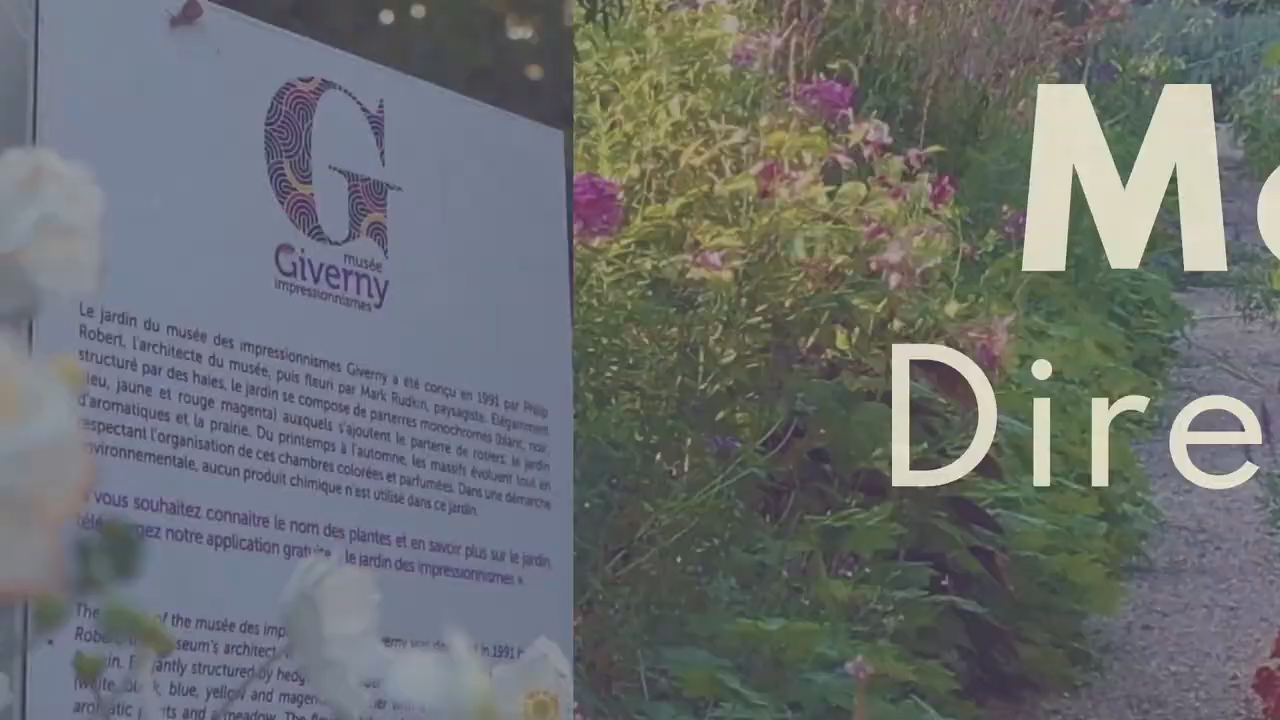 G
musée
Giverny
impressionnismes
Le jardin du musée des impressionnismes Giverny a été conçu en 1991 par Philip
Robert, l'architecte du musée, puis fleuri par Mark Rudkin, paysagiste. Élégamment
structuré par des haies, le jardin se compose de parterres monochromes (blanc, noir,
bleu, jaune et rouge magenta) auxquels s'ajoutent le parterre de rosiers, le jardin
d'aromatiques et la prairie. Du printemps à l'automne, les massifs évoluent tout en
respectant l'organisation de ces chambres colorées et parfumées. Dans une démarche
environnementale, aucun produit chimique n'est utilisé dans ce jardin.
vous souhaitez connaitre le nom des plantes et en savoir plus sur le jardin
notre application gratuite le jardin des impressionnismes ».
The of the musée des in 1991
architect
structured by
blue, yellow and
and a meadow. The
M
Dire